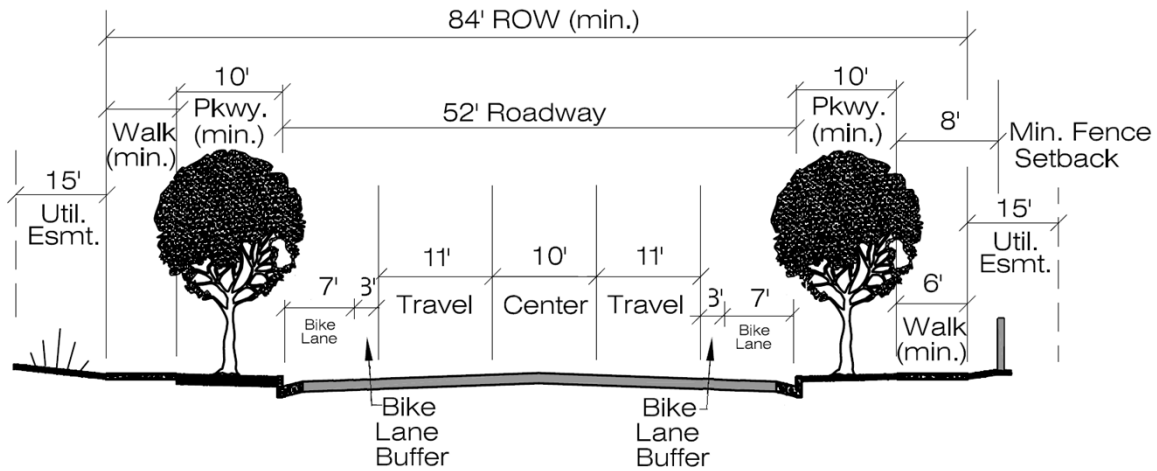 84' ROW (min.)
10'
Pkwy.
(min.)
Walk
(min.)
52' Roadway
10'
Pkwy.
(min.)
8'
Min. Fence
Setback
15'
Util.
Esmt.
7'
3'
Bike
Lane
11'
Travel
10'
Center
11'
Travel
3'
7'
Bike
Lane
6'
Walk
(min.)
15'
Util.
Esmt.
Bike
Lane
Buffer
Bike
Lane
Buffer